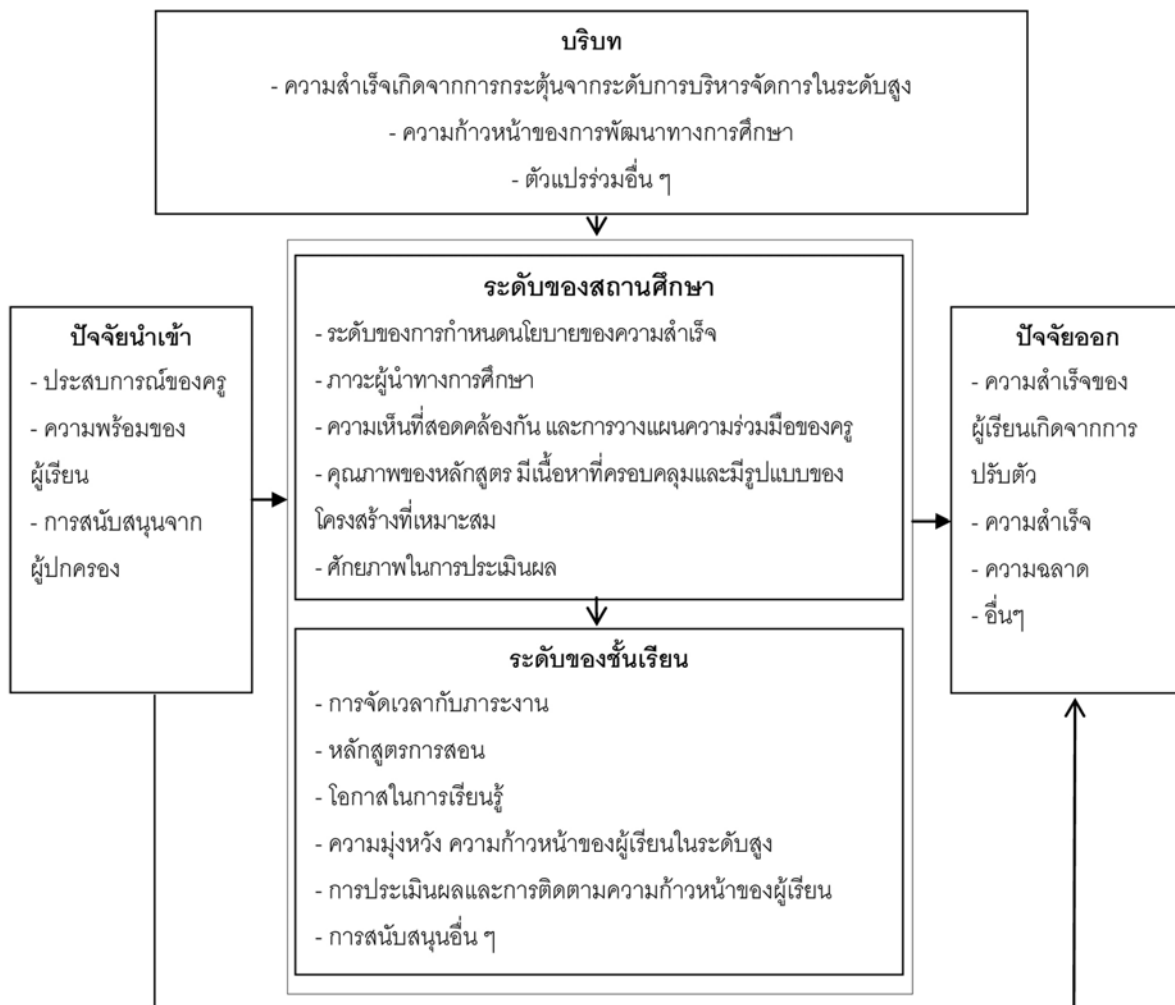 บริบท
- ความสำเร็จเกิดจากการกระตุ้นจากระดับการบริหารจัดการในระดับสูง
- ความก้าวหน้าของการพัฒนาทางการศึกษา
- ตัวแปรร่วมอื่น ๆ
ปัจจัยนำเข้า
- ประสบการณ์ของครู
- ความพร้อมของ
ผู้เรียน
- การสนับสนุนจาก
ผู้ปกครอง
ระดับของสถานศึกษา
- ระดับของการกำหนดนโยบายของความสำเร็จ
- ภาวะผู้นำทางการศึกษา
- ความเห็นที่สอดคล้องกัน และการวางแผนความร่วมมือของครู
- คุณภาพของหลักสูตร มีเนื้อหาที่ครอบคลุมและมีรูปแบบของ
โครงสร้างที่เหมาะสม
- ศักยภาพในการประเมินผล
ระดับของชั้นเรียน
- การจัดเวลากับภาระงาน
- หลักสูตรการสอน
- โอกาสในการเรียนรู้
- ความมุ่งหวัง ความก้าวหน้าของผู้เรียนในระดับสูง
- การประเมินผลและการติดตามความก้าวหน้าของผู้เรียน
- การสนับสนุนอื่น ๆ
ปัจจัยออก
- ความสำเร็จของ
ผู้เรียนเกิดจากการ
ปรับตัว
- ความสำเร็จ
- ความฉลาด
- อื่นๆ